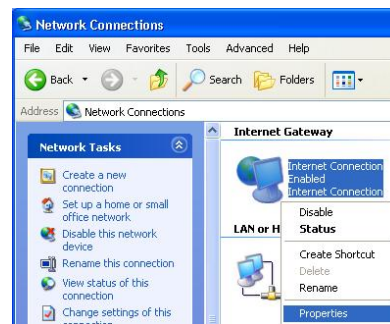 Network Connections
File Edit View Favorites Tools Advanced Help
Back Search Folders
Address Network Connections
Network Tasks
Create a new
connection
Set up a home or small
office network
Disable this network
device
Rename this connection
View status of this
connection
Change settings of this
connection
Internet Gateway
Internet Connection
Enabled
Internet Connection
LAN or H
Disable
Status
Create Shortcut
Delete
Rename
Properties